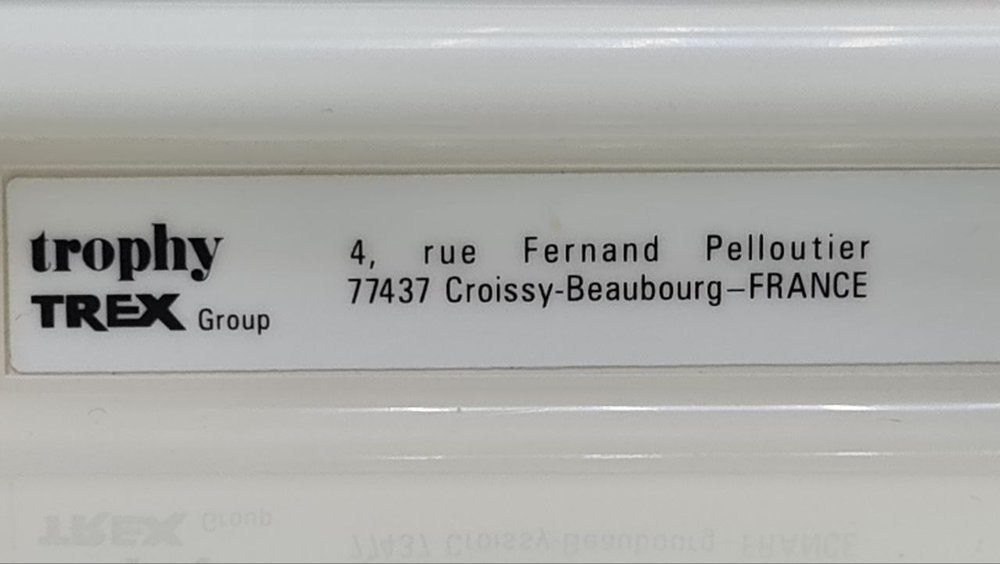 trophy
TREX Group
4, rue Fernand Pelloutier
77437 Croissy-Beaubourg–FRANCE